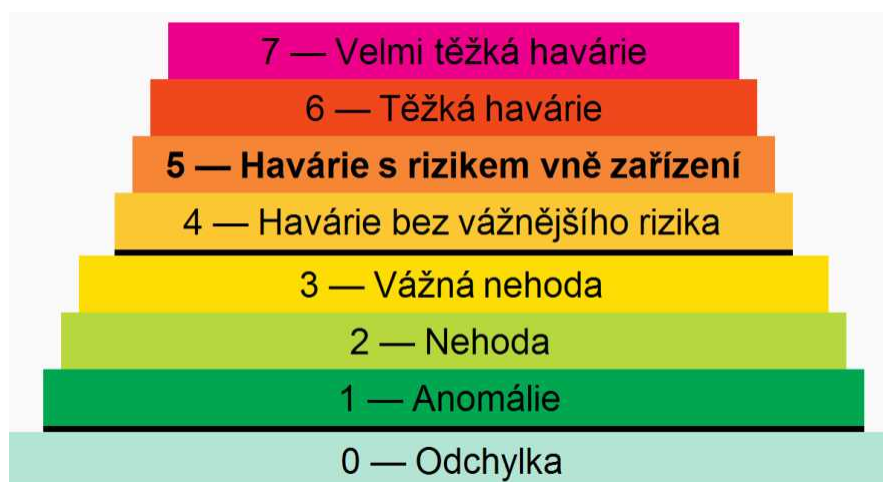 7 — Velmi těžká havárie
6 — Těžká havárie
5 — Havárie s rizikem vně zařízení
4 — Havárie bez vážnějšího rizika
3 — Vážná nehoda
2 — Nehoda
1 — Anomálie
0 — Odchylka